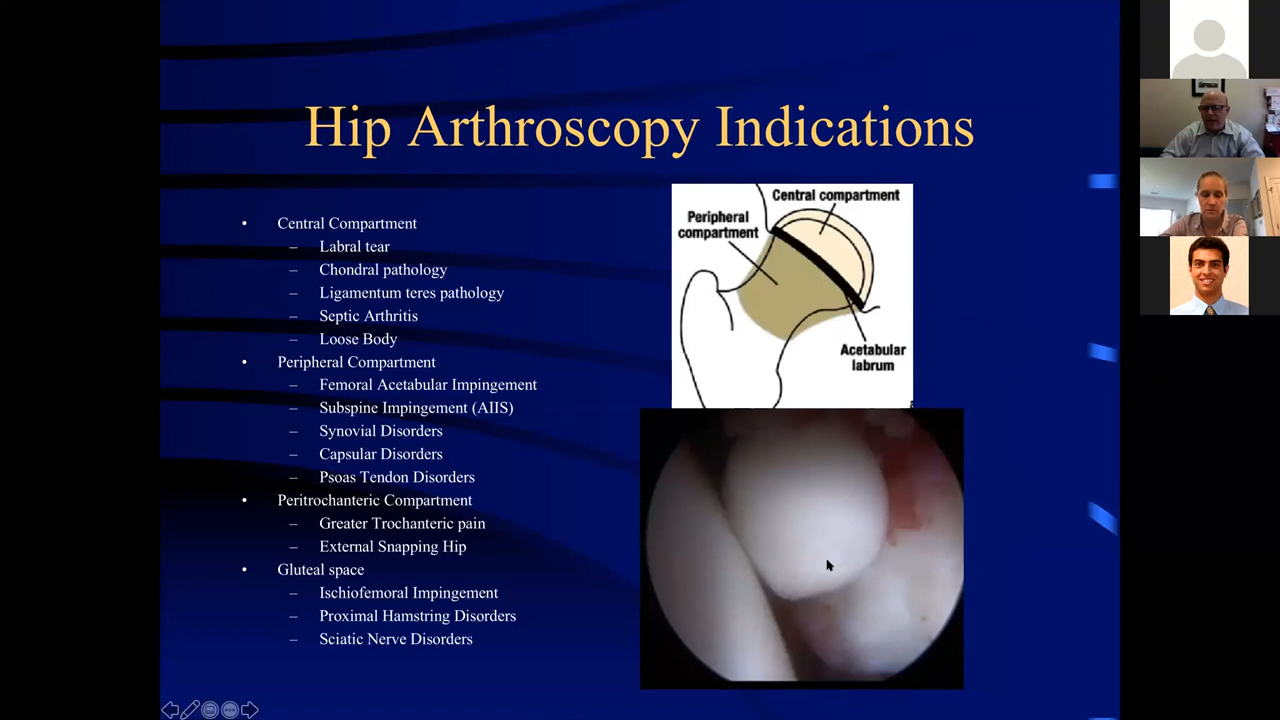 Hip Arthroscopy Indications
• Central Compartment
– Labral tear
– Chondral pathology
– Ligamentum teres pathology
– Septic Arthritis
– Loose Body
• Peripheral Compartment
– Femoral Acetabular Impingement
– Subspine Impingement (AIIS)
– Synovial Disorders
– Capsular Disorders
– Psoas Tendon Disorders
• Peritrochanteric Compartment
– Greater Trochanteric pain
– External Snapping Hip
• Gluteal space
– Ischiofemoral Impingement
– Proximal Hamstring Disorders
– Sciatic Nerve Disorders
Central compartment
Peripheral
compartment
Acetabular
labrum